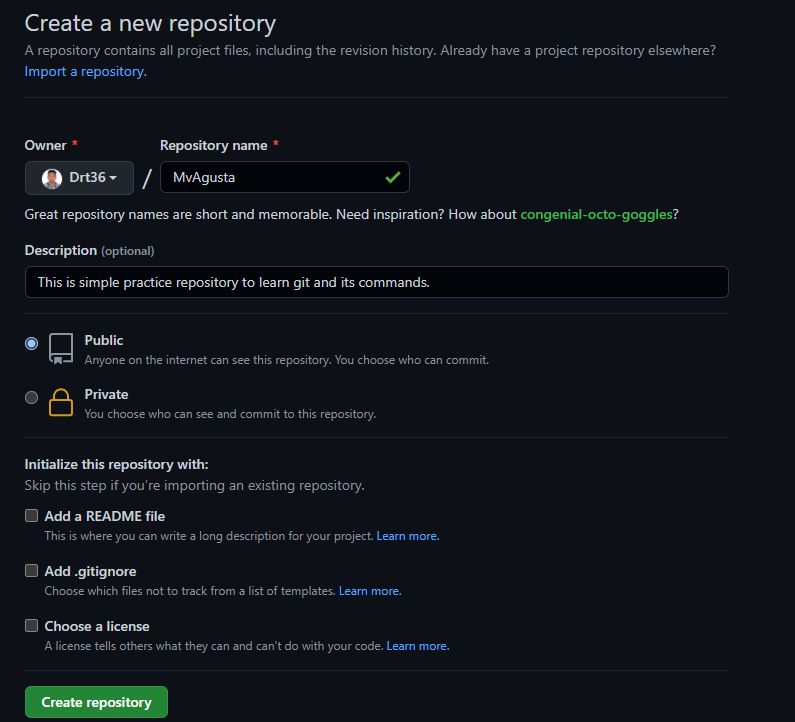 Create a new repository
A repository contains all project files, including the revision history. Already have a project repository elsewhere?
Import a repository.
Owner * Repository name *
Drt36 / MvAgusta
Great repository names are short and memorable. Need inspiration? How about congenial-octo-goggles?
Description (optional)
This is simple practice repository to learn git and its commands.
Public
Anyone on the internet can see this repository. You choose who can commit.
Private
You choose who can see and commit to this repository.
Initialize this repository with:
Skip this step if you're importing an existing repository.
Add a README file
This is where you can write a long description for your project. Learn more.
Add .gitignore
Choose which files not to track from a list of templates. Learn more.
Choose a license
A license tells others what they can and can't do with your code. Learn more.
Create repository